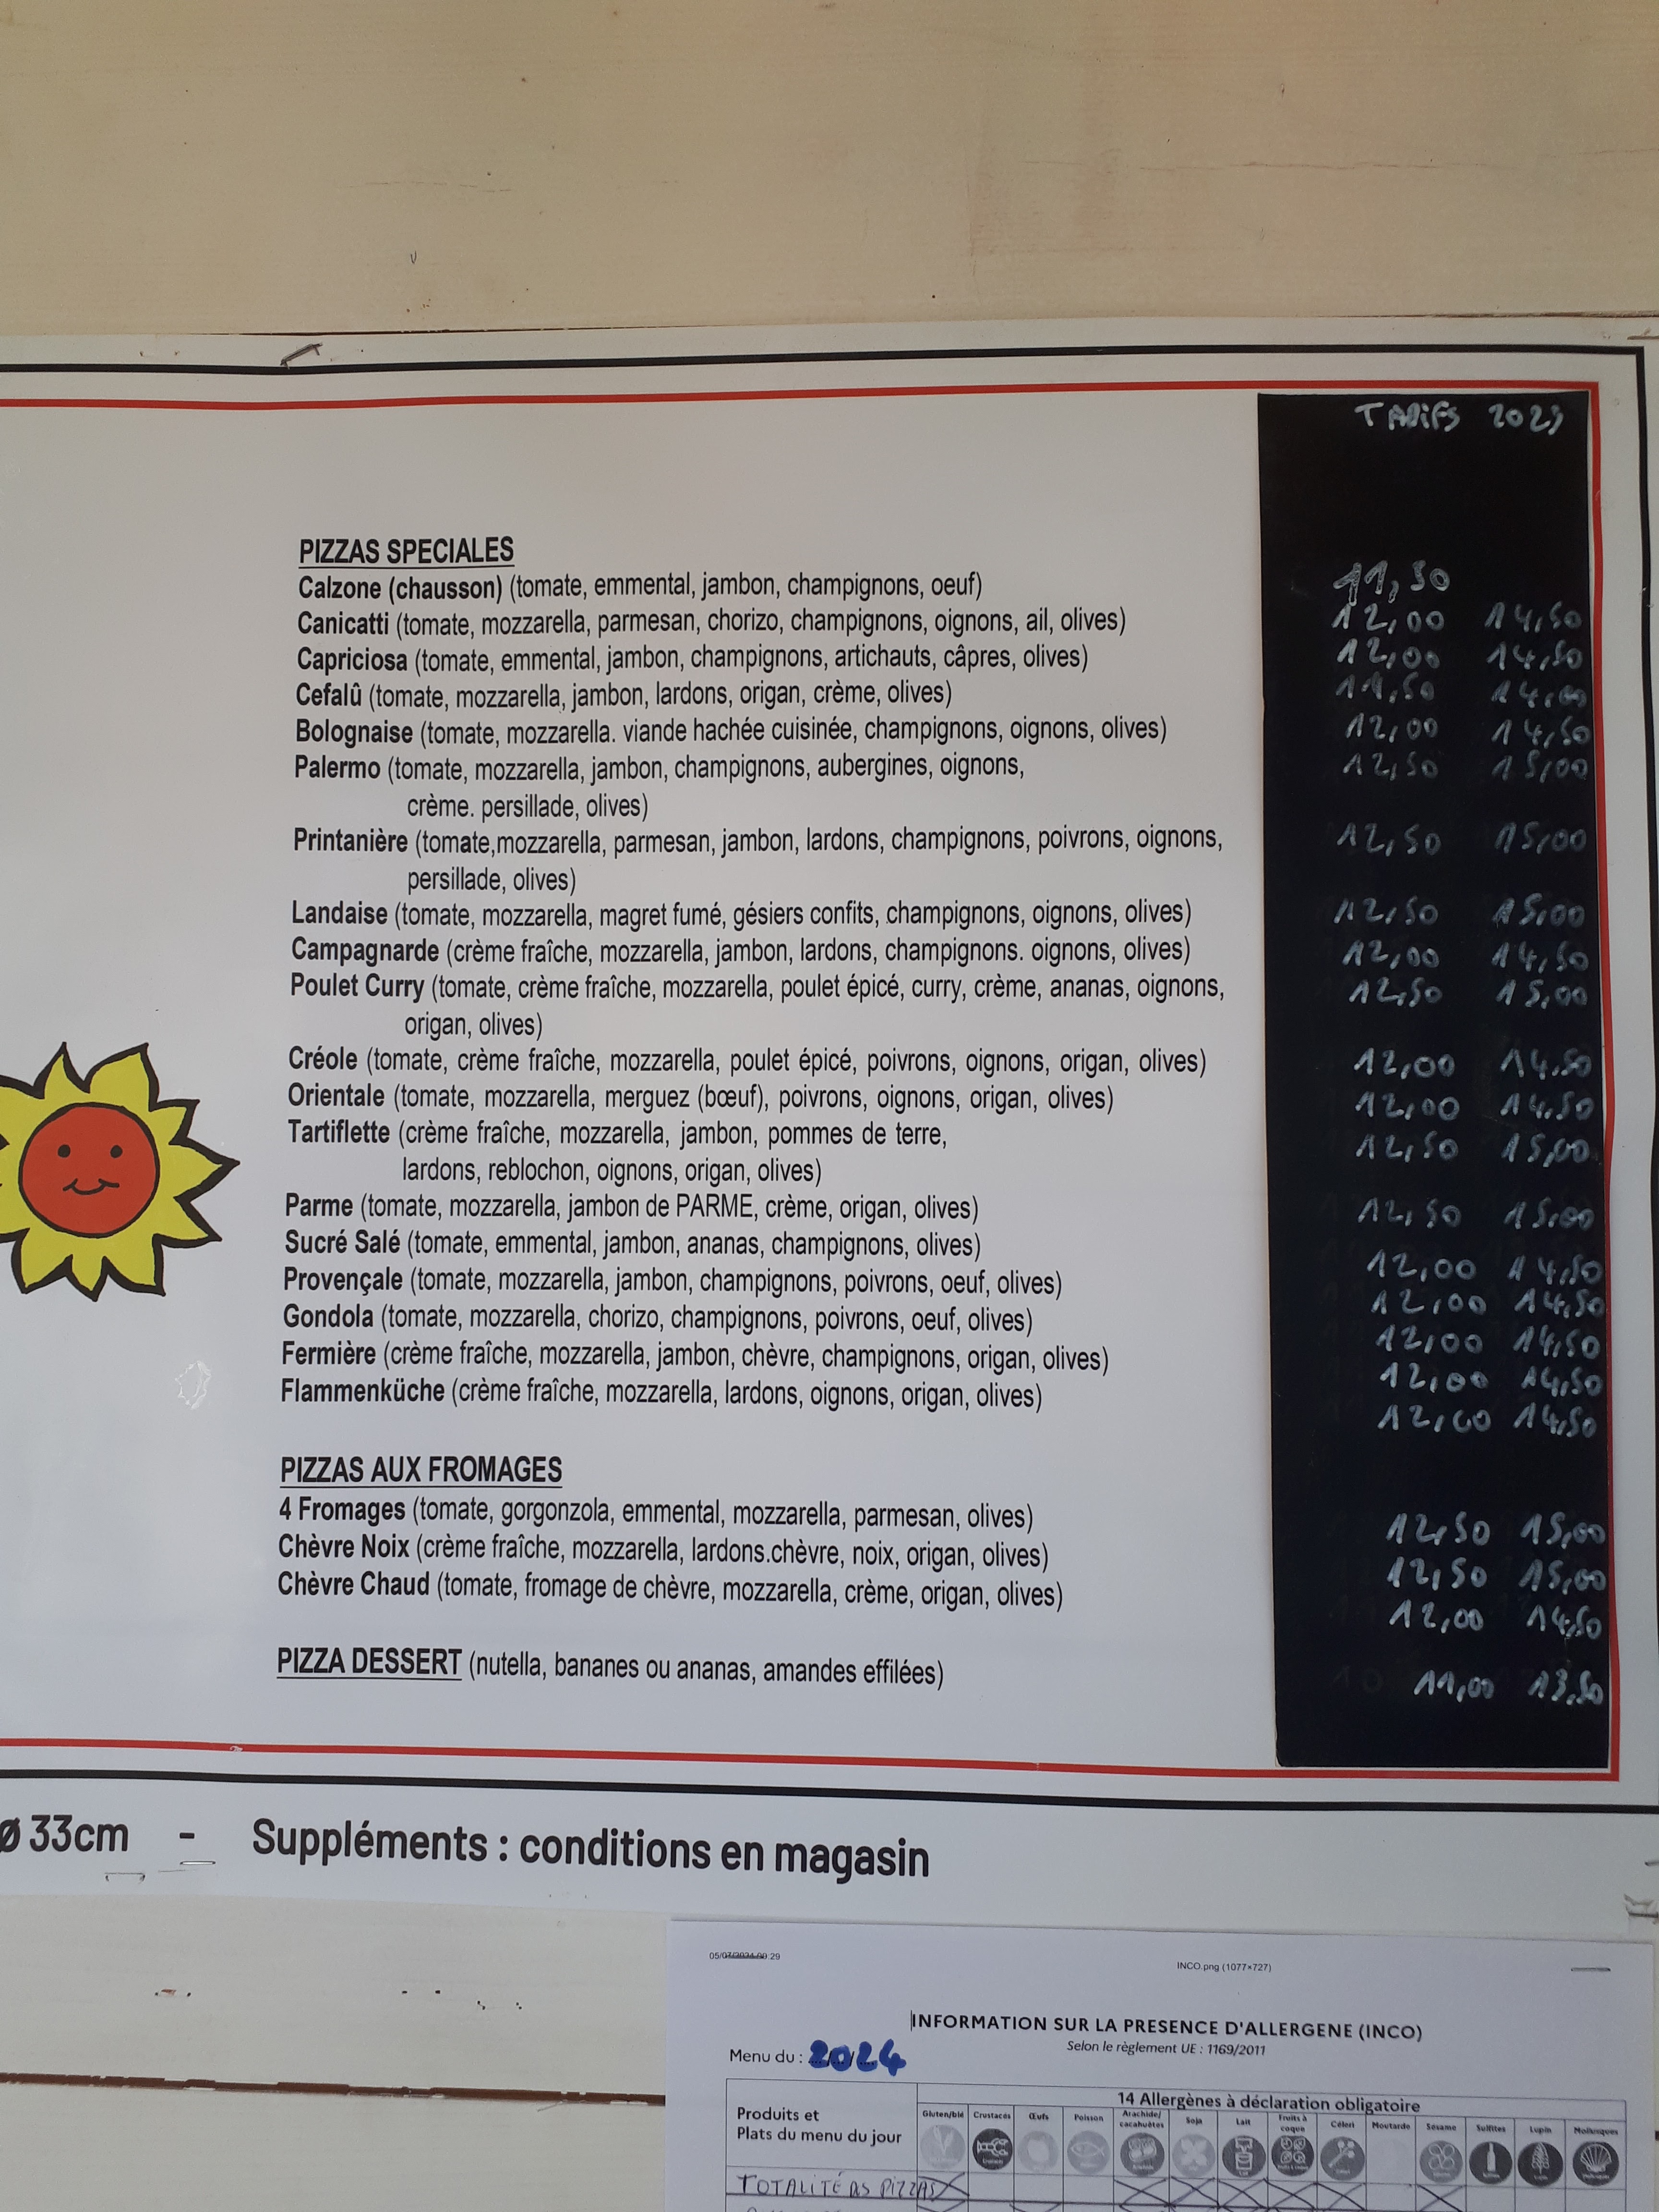 TARIFS 2023
PIZZAS SPECIALES
Calzone (chausson) (tomate, emmental, jambon, champignons, oeuf) 11,50
Canicatti (tomate, mozzarella, parmesan, chorizo, champignons, oignons, ail, olives) 12,00 14,50
Capriciosa (tomate, emmental, jambon, champignons, artichauts, câpres, olives) 12,00 14,50
Cefalû (tomate, mozzarella, jambon, lardons, origan, crème, olives) 11,50 14,00
Bolognaise (tomate, mozzarella. viande hachée cuisinée, champignons, oignons, olives) 12,00 14,50
Palermo (tomate, mozzarella, jambon, champignons, aubergines, oignons, 12,50 15,00
crème. persillade, olives)
Printanière (tomate,mozzarella, parmesan, jambon, lardons, champignons, poivrons, oignons, 12,50 15,00
persillade, olives)
Landaise (tomate, mozzarella, magret fumé, gésiers confits, champignons, oignons, olives) 12,50 15,00
Campagnarde (crème fraîche, mozzarella, jambon, lardons, champignons. oignons, olives) 12,00 14,50
Poulet Curry (tomate, crème fraîche, mozzarella, poulet épicé, curry, crème, ananas, oignons, 12,50 15,00
origan, olives)
Créole (tomate, crème fraîche, mozzarella, poulet épicé, poivrons, oignons, origan, olives) 12,00 14,50
Orientale (tomate, mozzarella, merguez (bœuf), poivrons, oignons, origan, olives) 12,00 14,50
Tartiflette (crème fraîche, mozzarella, jambon, pommes de terre, 12,50 15,00
lardons, reblochon, oignons, origan, olives)
Parme (tomate, mozzarella, jambon de PARME, crème, origan, olives) 12,50 15,00
Sucré Salé (tomate, emmental, jambon, ananas, champignons, olives) 12,00 14,50
Provençale (tomate, mozzarella, jambon, champignons, poivrons, oeuf, olives) 12,00 14,50
Gondola (tomate, mozzarella, chorizo, champignons, poivrons, oeuf, olives) 12,00 14,50
Fermière (crème fraîche, mozzarella, jambon, chèvre, champignons, origan, olives) 12,00 14,50
Flammenküche (crème fraîche, mozzarella, lardons, oignons, origan, olives) 12,00 14,50
PIZZAS AUX FROMAGES
4 Fromages (tomate, gorgonzola, emmental, mozzarella, parmesan, olives) 12,50 15,00
Chèvre Noix (crème fraîche, mozzarella, lardons.chèvre, noix, origan, olives) 12,50 15,00
Chèvre Chaud (tomate, fromage de chèvre, mozzarella, crème, origan, olives) 12,00 14,50
PIZZA DESSERT (nutella, bananes ou ananas, amandes effilées) 11,00 13,50
ø 33cm - Suppléments : conditions en magasin
INCO.png (1077×727)
INFORMATION SUR LA PRESENCE D'ALLERGENE (INCO)
Selon le règlement UE : 1169/2011
Menu du : 2024
14 Allergènes à déclaration obligatoire
Produits et
Plats du menu du jour
Gluten/blé Crustacés Œufs Poisson Arachide/cacahuètes Soja Lait Fruits à coque Céleri Moutarde Sésame Sulfites Lupin Mollusques
TOTALITÉ DS PIZZAS